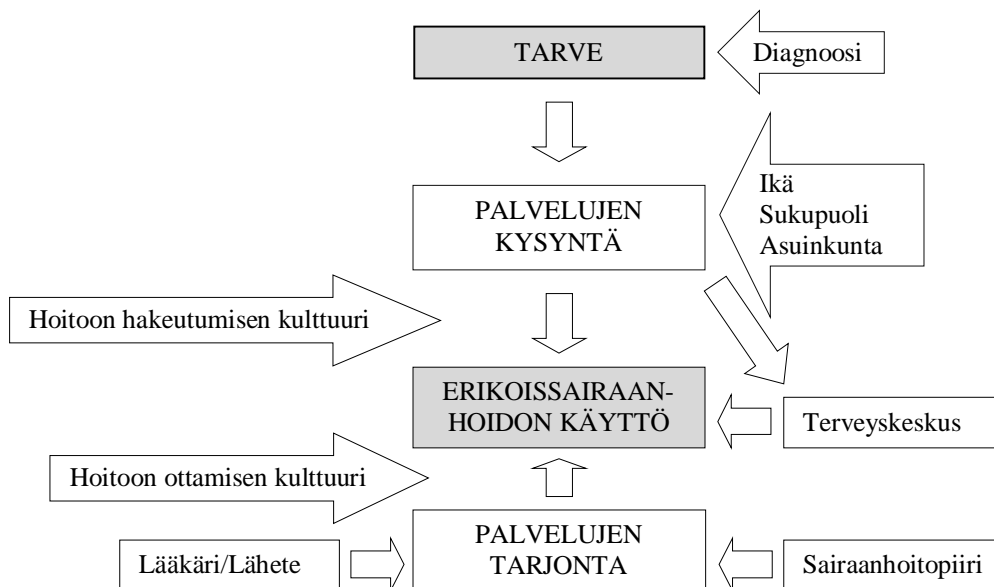 TARVE
Diagnoosi
PALVELUJEN
KYSYNTÄ
Ikä
Sukupuoli
Asuinkunta
Hoitoon hakeutumisen kulttuuri
ERIKOISSAIRAAN-
HOIDON KÄYTTÖ
Terveyskeskus
Hoitoon ottamisen kulttuuri
PALVELUJEN
TARJONTA
Lääkäri/Lähete
Sairaanhoitopiiri